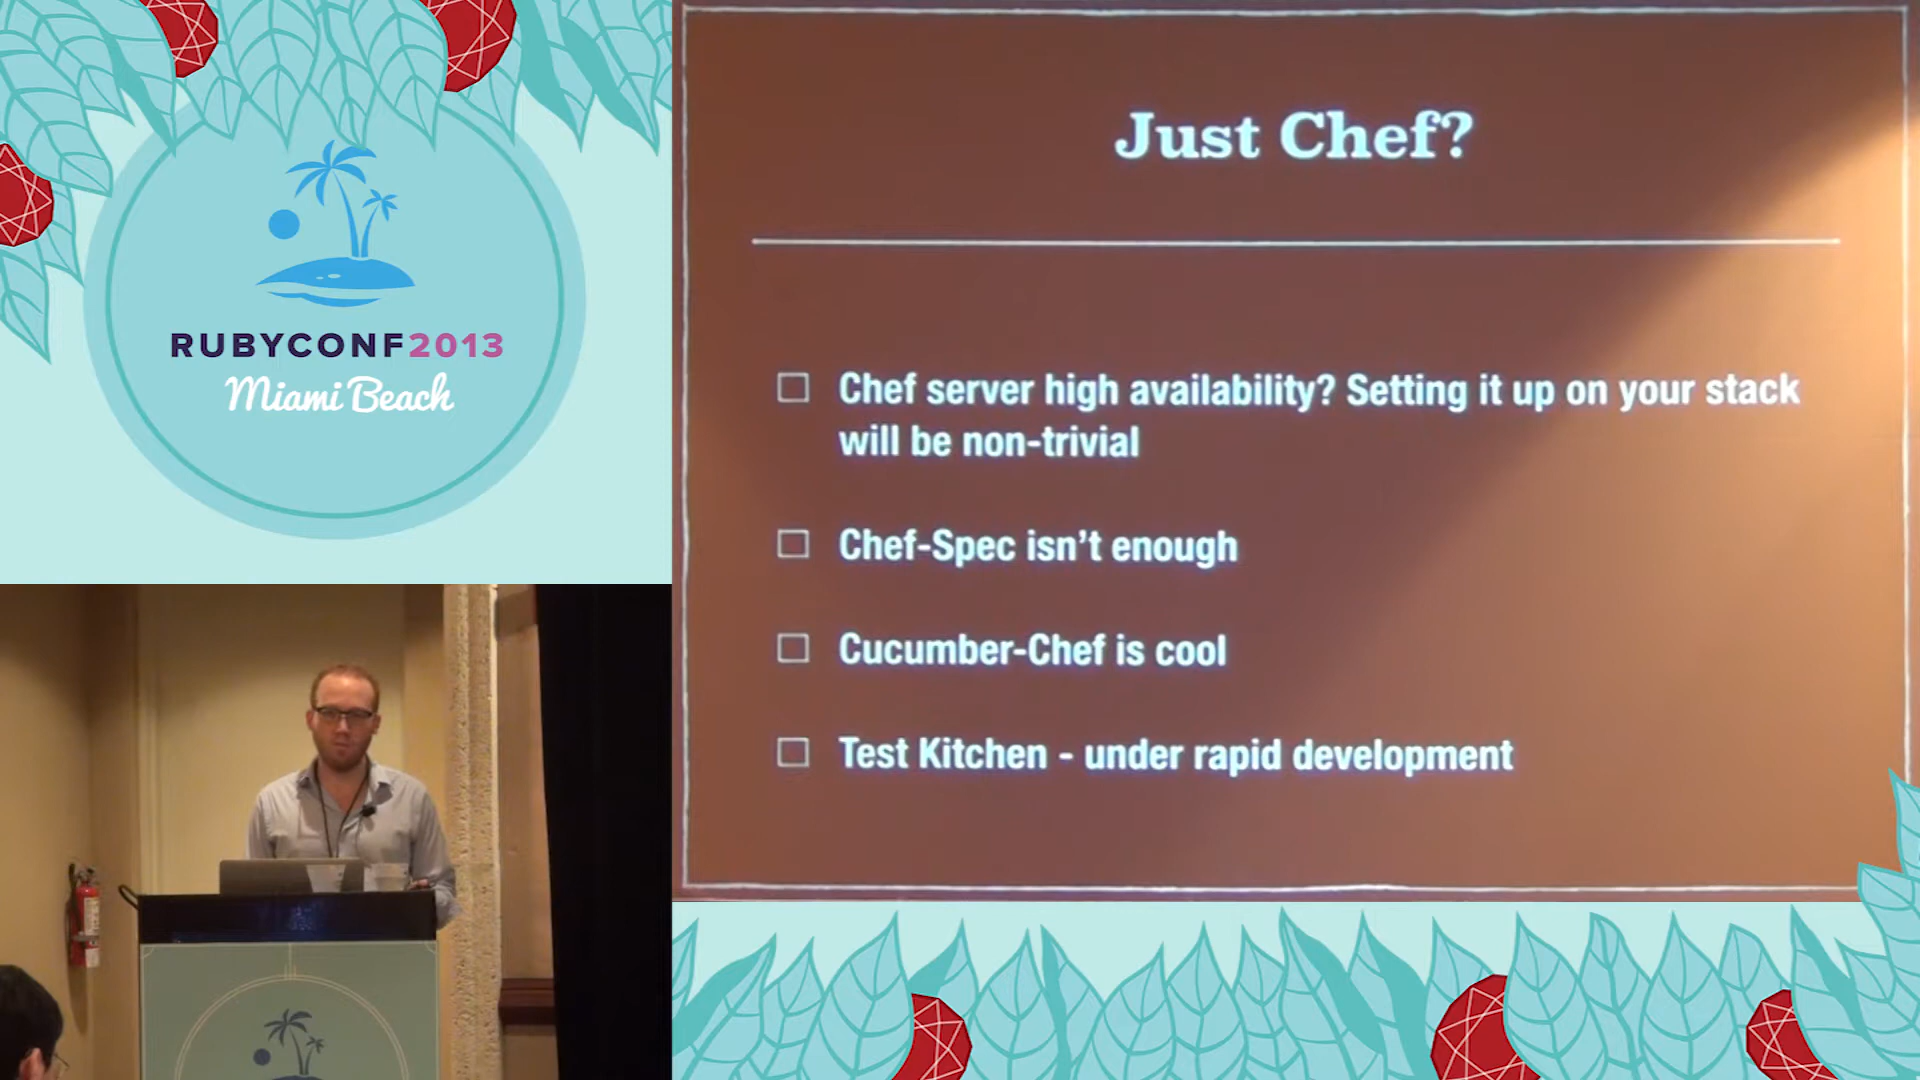 RUBYCONF2013
Miami Beach
Just Chef?
Chef server high availability? Setting it up on your stack
will be non-trivial
Chef-Spec isn't enough
Cucumber-Chef is cool
Test Kitchen - under rapid development